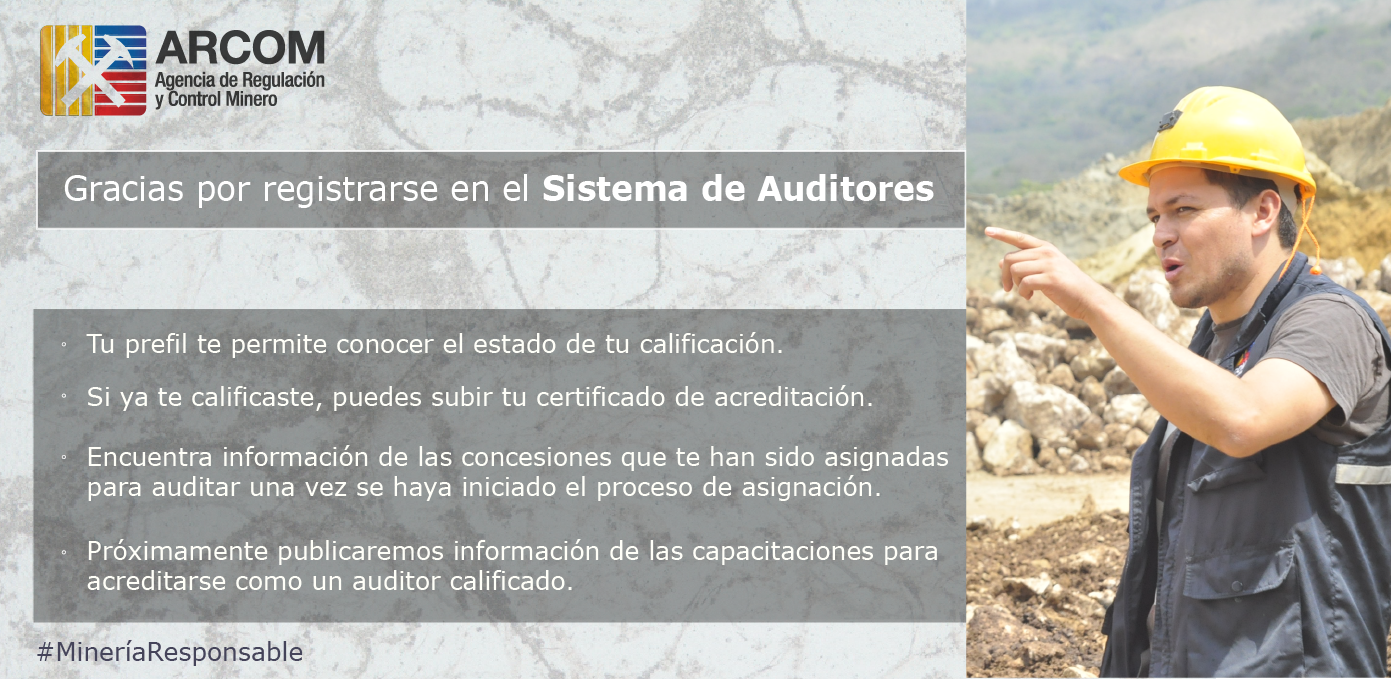 ARCOM
Agencia de Regulación
y Control Minero
Gracias por registrarse en el Sistema de Auditores
◦ Tu prefil te permite conocer el estado de tu calificación.
◦ Si ya te calificaste, puedes subir tu certificado de acreditación.
◦ Encuentra información de las concesiones que te han sido asignadas
para auditar una vez se haya iniciado el proceso de asignación.
◦ Próximamente publicaremos información de las capacitaciones para
acreditarse como un auditor calificado.
#MineríaResponsable